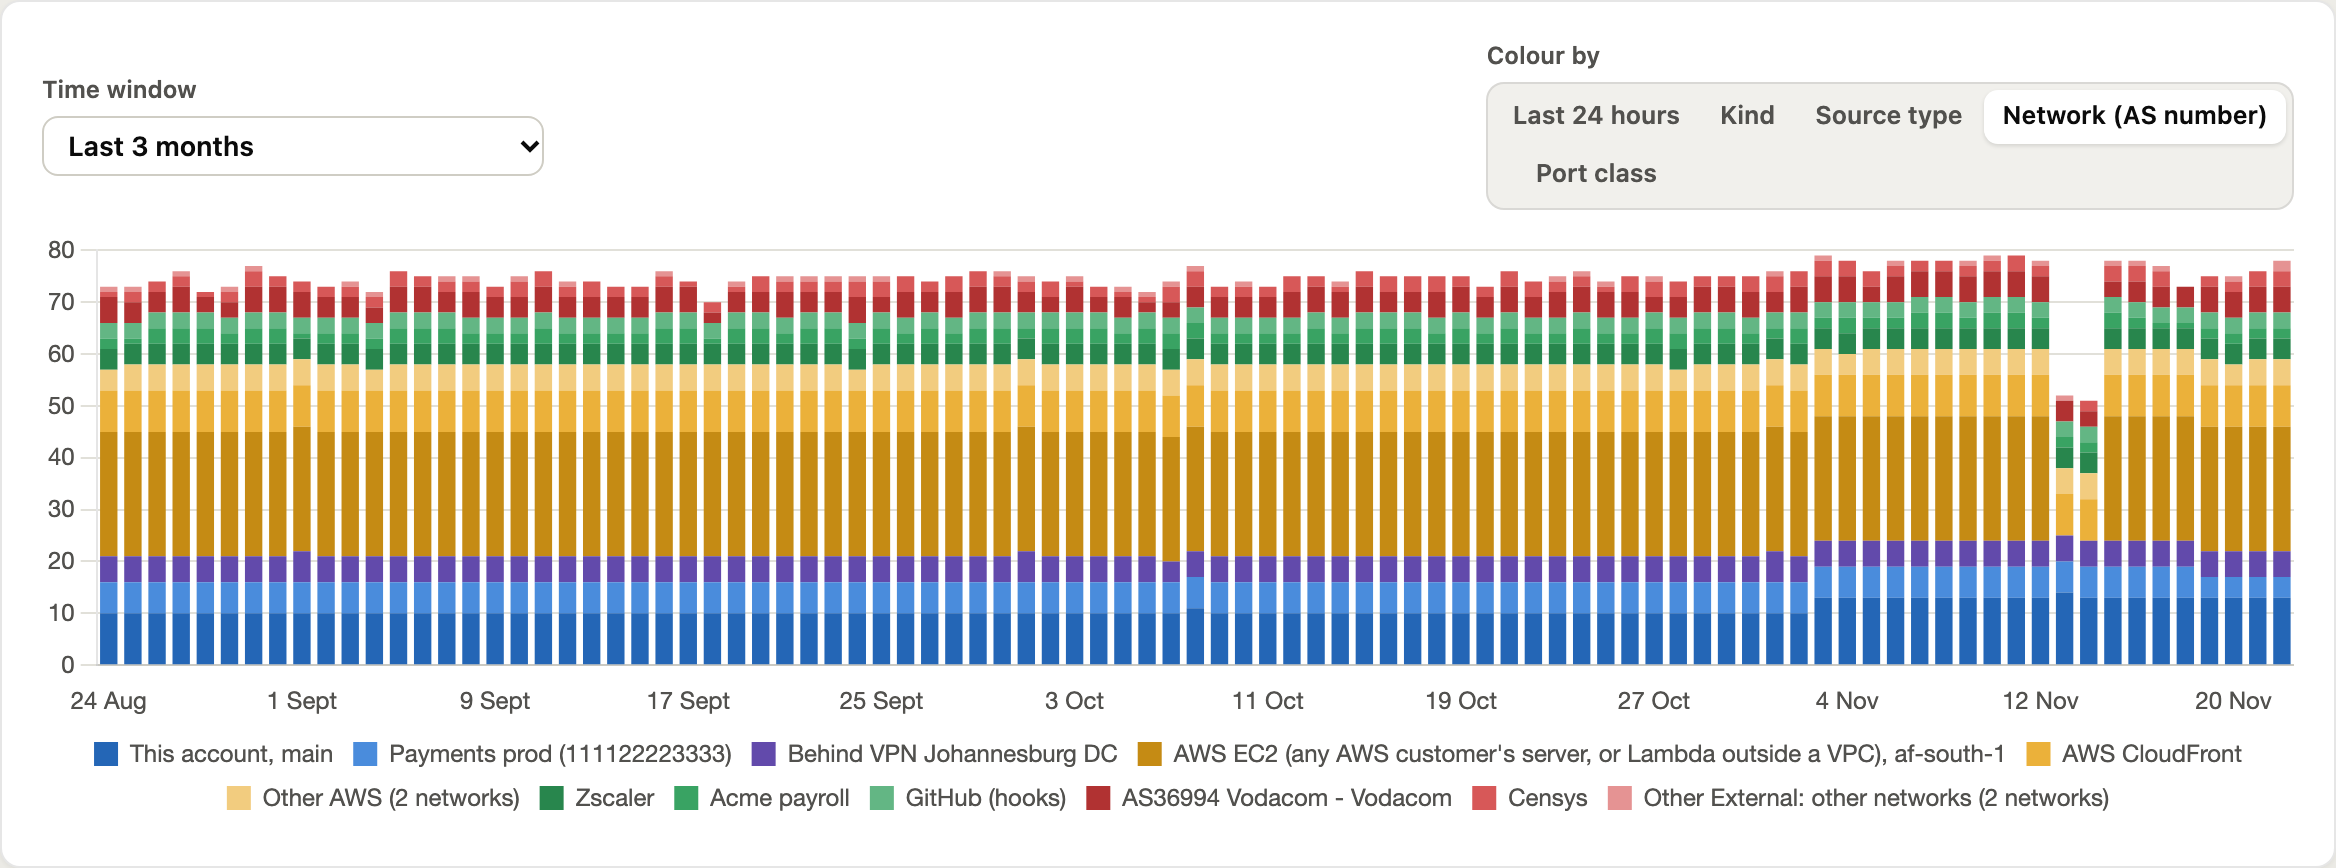 Colour by
Time window
Last 3 months
Last 24 hours Kind Source type Network (AS number)
Port class
80
70
60
50
40
30
20
10
0
24 Aug 1 Sept 9 Sept 17 Sept 25 Sept 3 Oct 11 Oct 19 Oct 27 Oct 4 Nov 12 Nov 20 Nov
This account, main Payments prod (111122223333) Behind VPN Johannesburg DC AWS EC2 (any AWS customer's server, or Lambda outside a VPC), af-south-1 AWS CloudFront
Other AWS (2 networks) Zscaler Acme payroll GitHub (hooks) AS36994 Vodacom - Vodacom Censys Other External: other networks (2 networks)